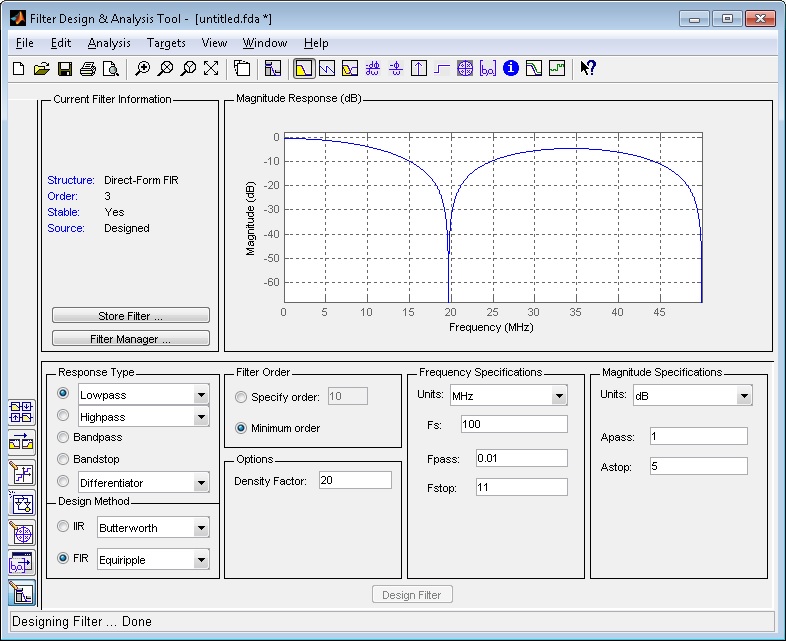 Filter Design & Analysis Tool - [untitled.fda *]
File Edit Analysis Targets View Window Help
Current Filter Information
Structure: Direct-Form FIR
Order: 3
Stable: Yes
Source: Designed
Store Filter ...
Filter Manager ...
Magnitude Response (dB)
Magnitude (dB)
0
-10
-20
-30
-40
-50
-60
0 5 10 15 20 25 30 35 40 45
Frequency (MHz)
Response Type
Lowpass
Highpass
Bandpass
Bandstop
Differentiator
Design Method
IIR Butterworth
FIR Equiripple
Filter Order
Specify order: 10
Minimum order
Options
Density Factor: 20
Frequency Specifications
Units: MHz
Fs: 100
Fpass: 0.01
Fstop: 11
Magnitude Specifications
Units: dB
Apass: 1
Astop: 5
Design Filter
Designing Filter ... Done